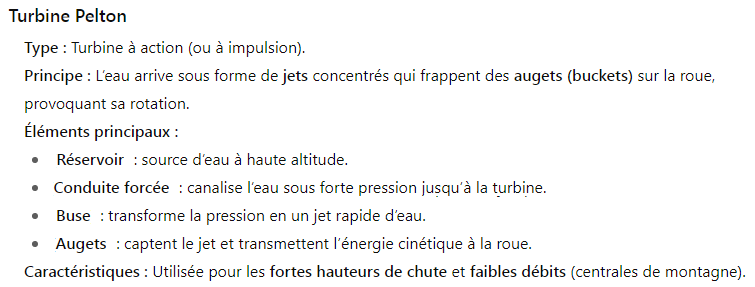 Turbine Pelton
Type : Turbine à action (ou à impulsion).
Principe : L’eau arrive sous forme de jets concentrés qui frappent des augets (buckets) sur la roue,
provoquant sa rotation.
Éléments principaux :
• Réservoir : source d’eau à haute altitude.
• Conduite forcée : canalise l’eau sous forte pression jusqu’à la turbine.
• Buse : transforme la pression en un jet rapide d’eau.
• Augets : captent le jet et transmettent l’énergie cinétique à la roue.
Caractéristiques : Utilisée pour les fortes hauteurs de chute et faibles débits (centrales de montagne).